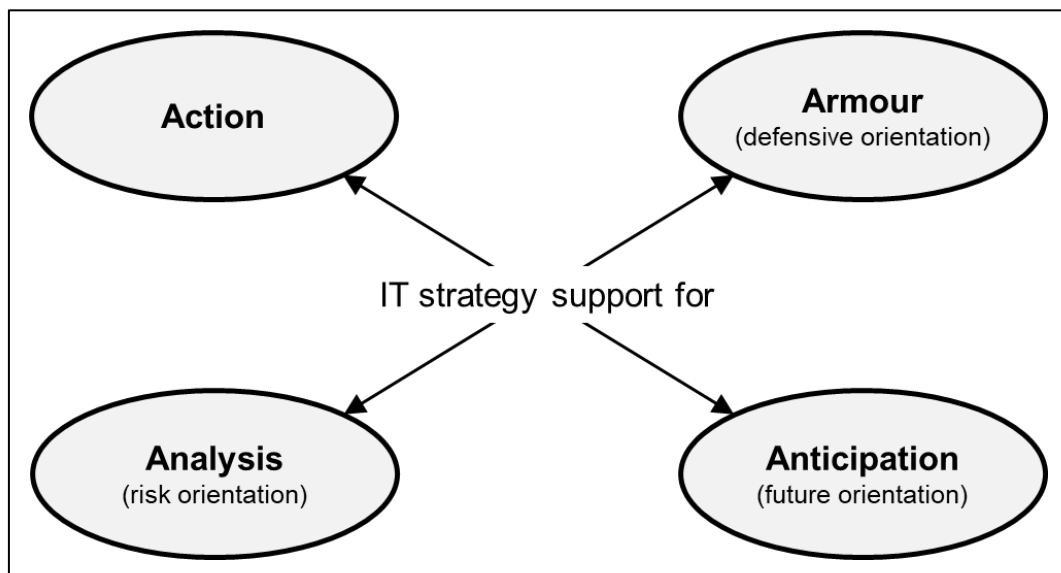 Action
Armour
(defensive orientation)
IT strategy support for
Analysis
(risk orientation)
Anticipation
(future orientation)